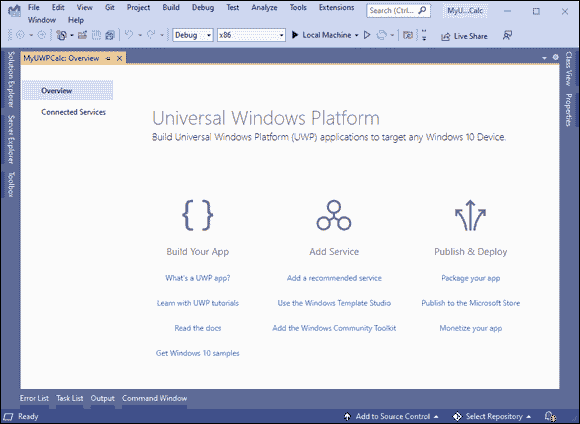 File Edit View Git Project Build Debug Test Analyze Tools Extensions Search (Ctrl... MyU...Calc
Window Help
Debug x86 Local Machine Live Share
MyUWPCalc: Overview
Solution Explorer
Server Explorer
Toolbox
Overview
Connected Services
Universal Windows Platform
Build Universal Windows Platform (UWP) applications to target any Windows 10 Device.
Build Your App
What's a UWP app?
Learn with UWP tutorials
Read the docs
Get Windows 10 samples
Add Service
Add a recommended service
Use the Windows Template Studio
Add the Windows Community Toolkit
Publish & Deploy
Package your app
Publish to the Microsoft Store
Monetize your app
Class View
Properties
Error List Task List Output Command Window
Ready Add to Source Control Select Repository